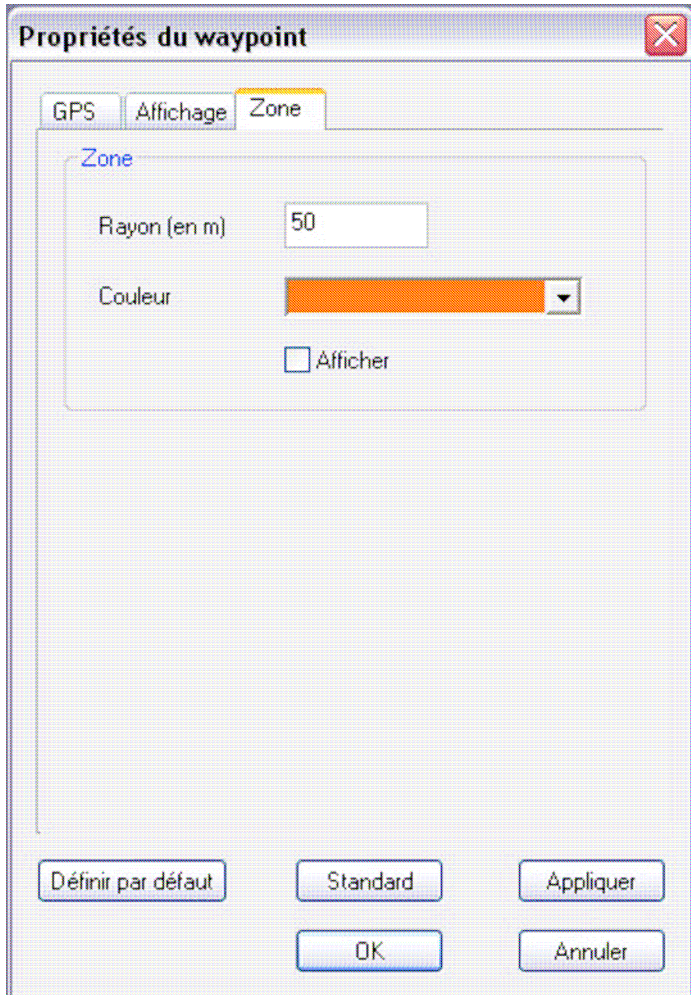 Propriétés du waypoint
GPS Affichage Zone
Zone
Rayon (en m) 50
Couleur
Afficher
Définir par défaut Standard Appliquer
OK Annuler